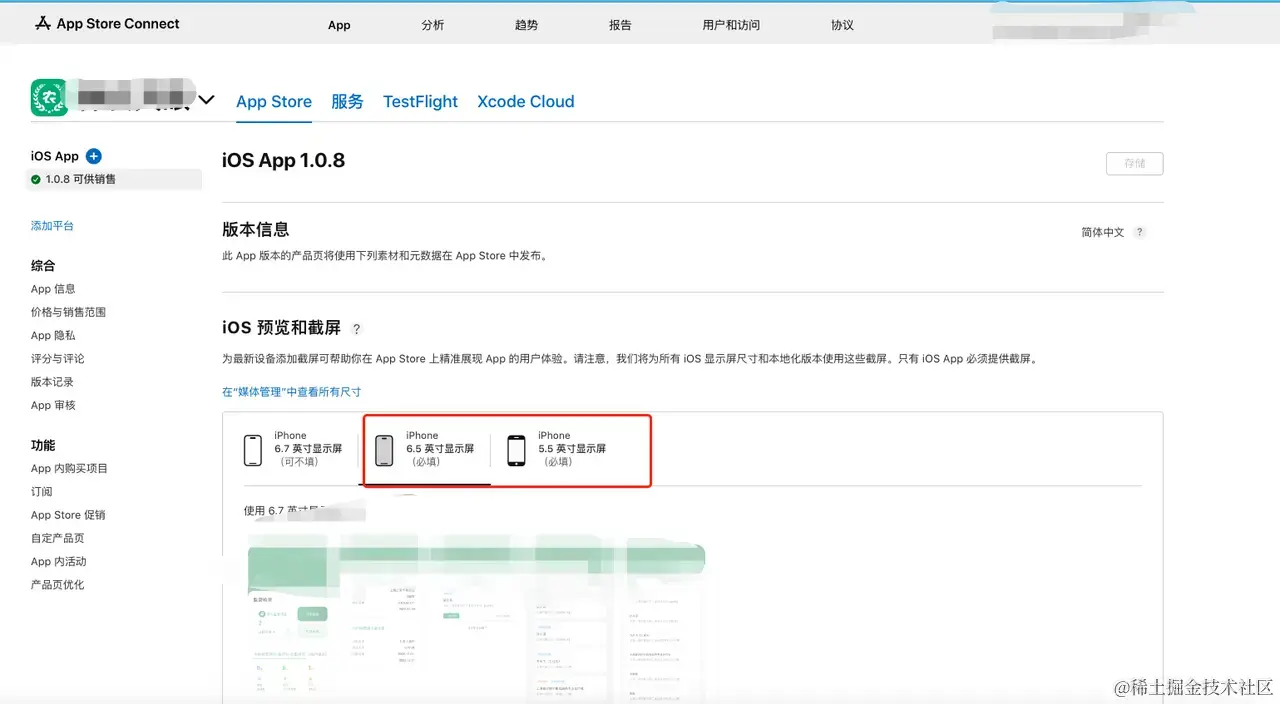 App Store Connect
App
分析
趋势
报告
用户和访问
协议
农
App Store
服务
TestFlight
Xcode Cloud
iOS App
1.0.8 可供销售
添加平台
综合
App 信息
价格与销售范围
App 隐私
评分与评论
版本记录
App 审核
功能
App 内购买项目
订阅
App Store 促销
自定产品页
App 内活动
产品页优化
iOS App 1.0.8
存储
版本信息
简体中文 ?
此 App 版本的产品页将使用下列素材和元数据在 App Store 中发布。
iOS 预览和截屏 ?
为最新设备添加截屏可帮助你在 App Store 上精准展现 App 的用户体验。请注意，我们将为所有 iOS 显示屏尺寸和本地化版本使用这些截屏。只有 iOS App 必须提供截屏。
在“媒体管理”中查看所有尺寸
iPhone
6.7 英寸显示屏
（可不填）
iPhone
6.5 英寸显示屏
（必填）
iPhone
5.5 英寸显示屏
（必填）
使用 6.7 英寸
@稀土掘金技术社区